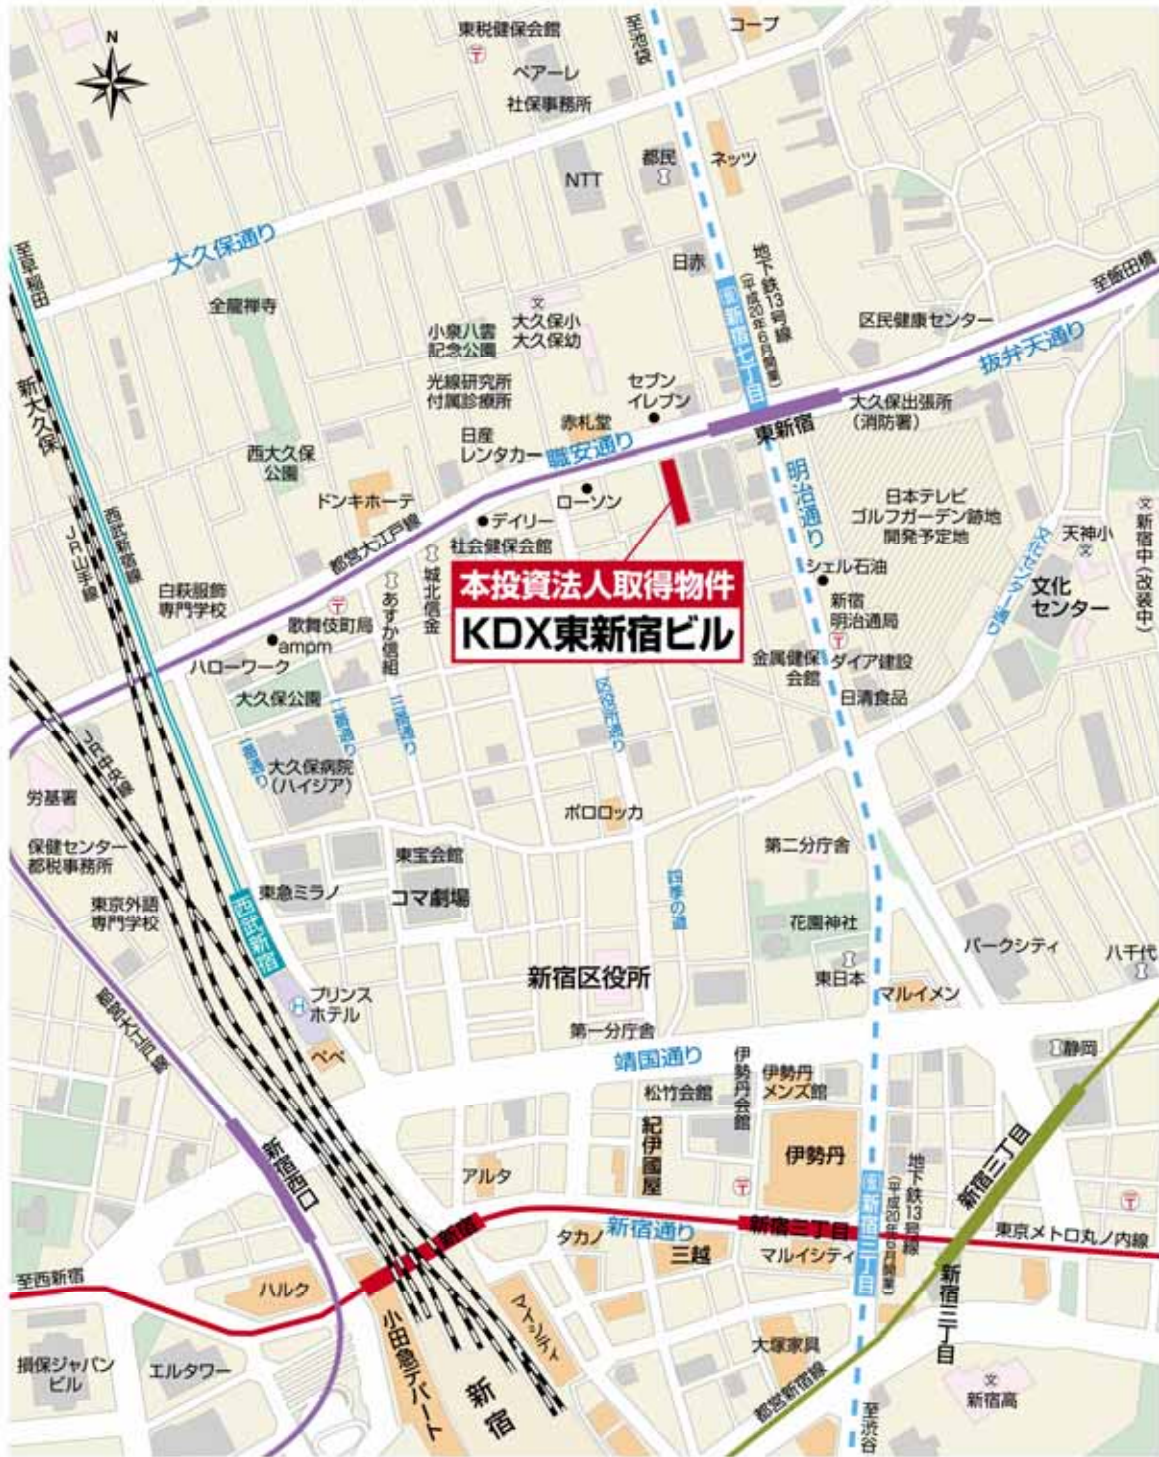 N
東税健保会館
ペアーレ
社保事務所
至池袋
コープ
都民
ネッツ
NTT
大久保通り
日赤
地下鉄13号線
(平成20年6月開業)
(仮)新宿七丁目
至飯田橋
区民健康センター
抜弁天通り
至早稲田
全龍禅寺
小泉八雲
記念公園
文
大久保小
大久保幼
新大久保
光線研究所
付属診療所
セブン
イレブン
赤札堂
職安通り
東新宿
大久保出張所
(消防署)
西大久保
公園
日産
レンタカー
ドンキホーテ
ローソン
デイリー
社会健保会館
明治通り
日本テレビ
ゴルフガーデン跡地
開発予定地
文化センター通り
文
天神小
文
新宿中(改装中)
文化
センター
西武新宿線
JR山手線
都営大江戸線
城北信金
あすか信組
本投資法人取得物件
KDX東新宿ビル
シェル石油
新宿
明治通局
白萩服飾
専門学校
歌舞伎町局
ampm
ハローワーク
金属健保
会館
ダイア建設
日清食品
大久保公園
一番通り
二番通り
三番通り
区役所通り
JR中央線
大久保病院
(ハイジア)
労基署
保健センター
都税事務所
ポロロッカ
第二分庁舎
東宝会館
東急ミラノ
コマ劇場
四季の道
東京外語
専門学校
西武新宿
花園神社
パークシティ
八千代
新宿区役所
東日本
マルイメン
H
プリンス
ホテル
第一分庁舎
ペペ
靖国通り
都営大江戸線
松竹会館
伊勢丹会館
伊勢丹
メンズ館
静岡
紀伊國屋
伊勢丹
新宿西口
アルタ
新宿三丁目
地下鉄13号線
(平成20年6月開業)
(仮)新宿三丁目
新宿
タカノ
新宿通り
三越
新宿三丁目
マルイシティ
東京メトロ丸ノ内線
至西新宿
ハルク
新宿三丁目
マイシティ
小田急デパート
新宿
大塚家具
都営新宿線
損保ジャパン
ビル
エルタワー
文
新宿高
至渋谷